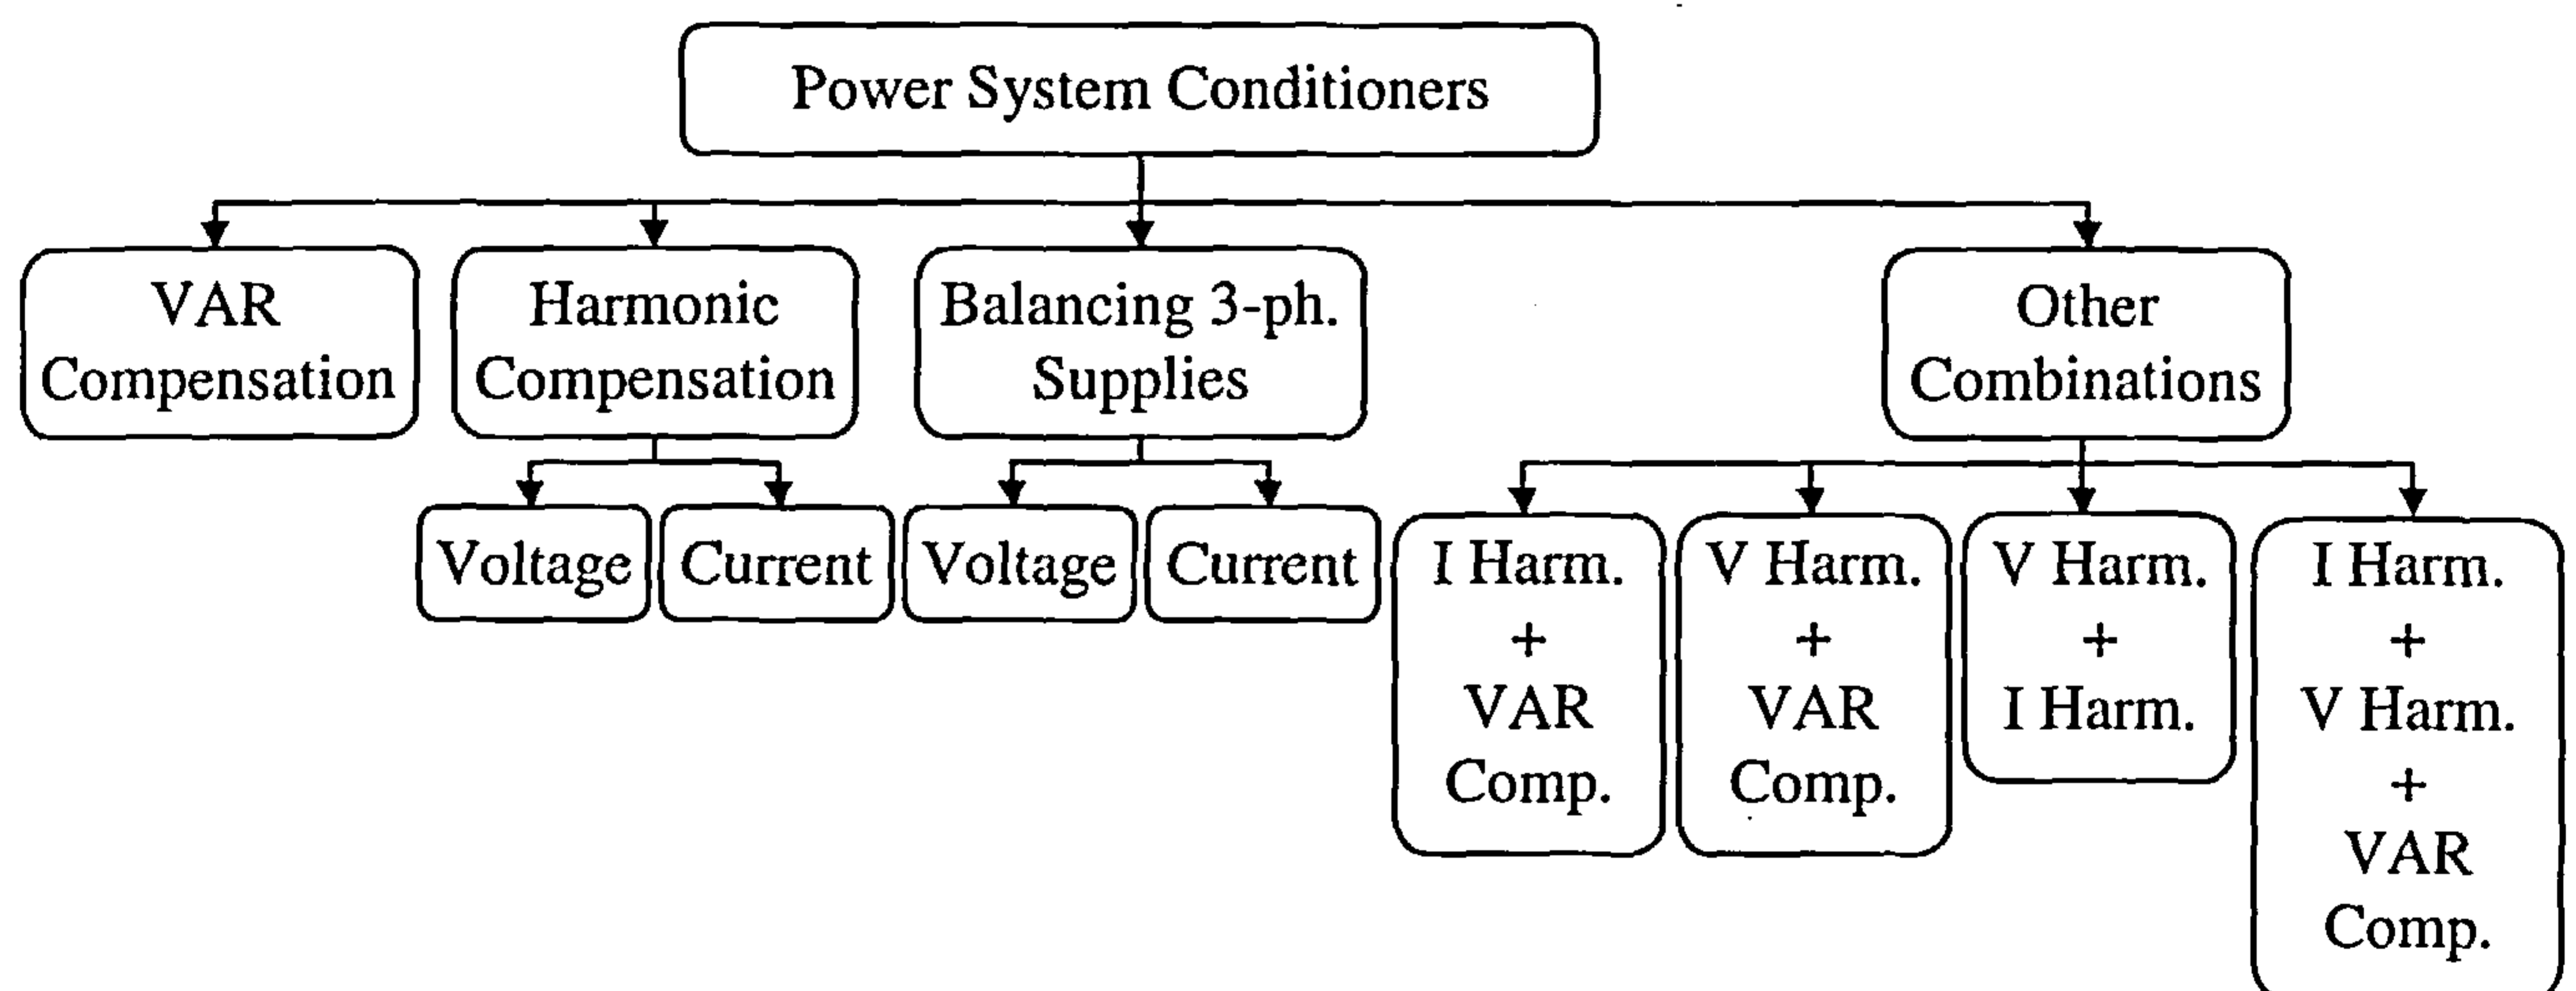 Power System Conditioners
VAR
Compensation
Harmonic
Compensation
Balancing 3-ph.
Supplies
Other
Combinations
Voltage
Current
Voltage
Current
I Harm.
+
VAR
Comp.
V Harm.
+
VAR
Comp.
V Harm.
+
I Harm.
I Harm.
+
V Harm.
+
VAR
Comp.